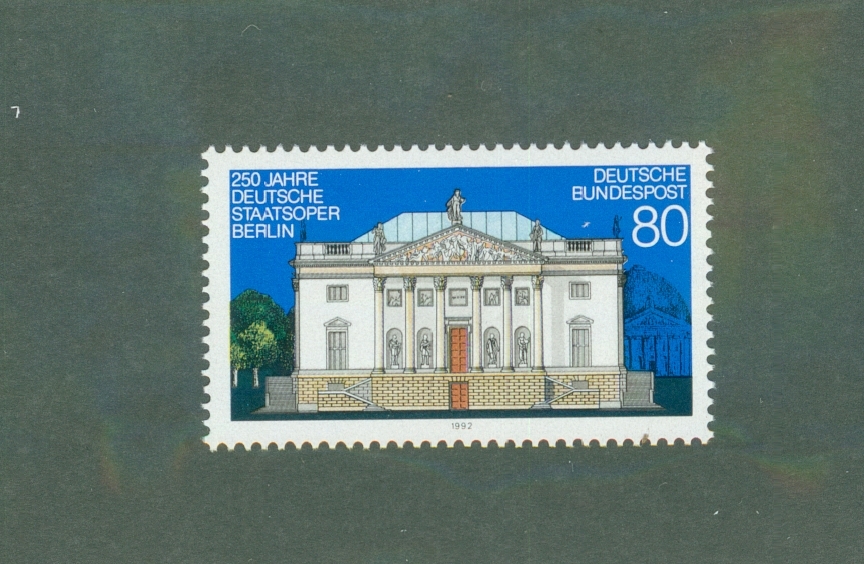 250 JAHRE
DEUTSCHE
STAATSOPER
BERLIN
DEUTSCHE
BUNDESPOST
80
1992